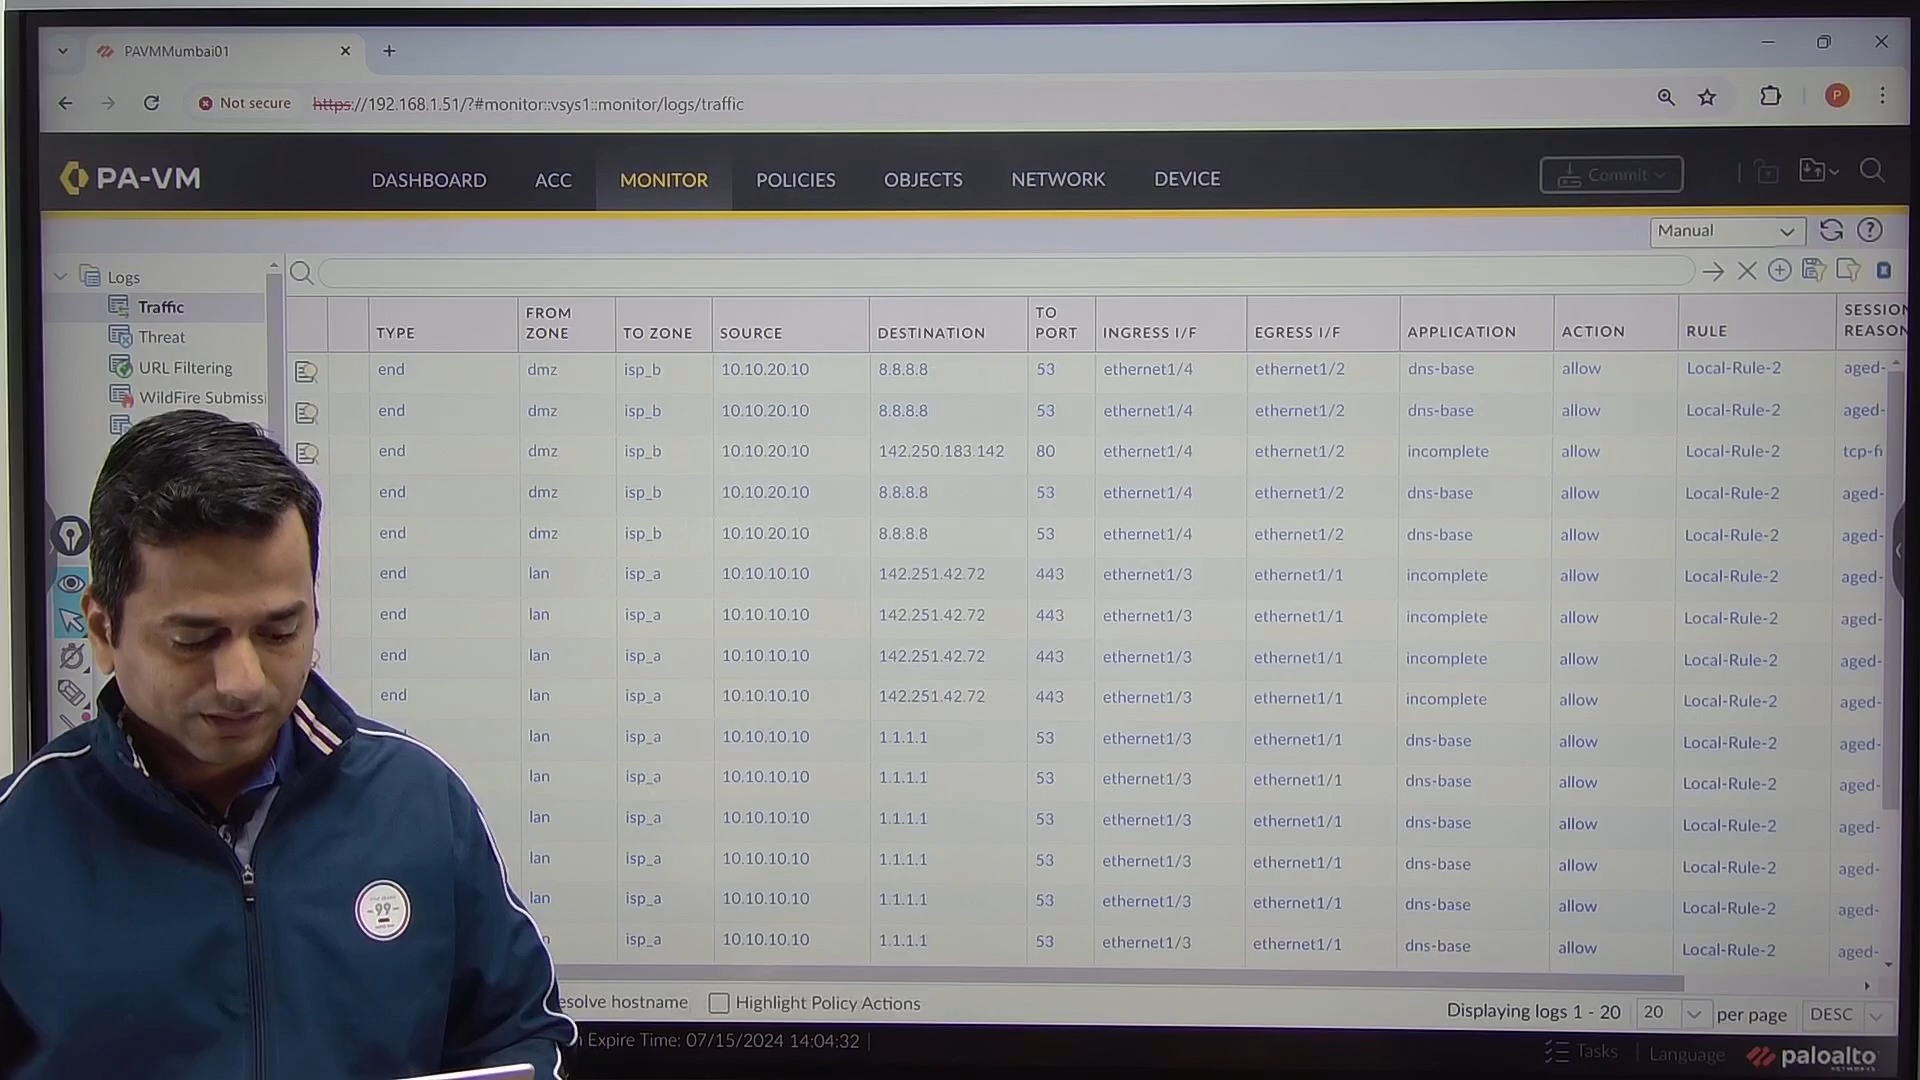 PAVMMumbai01
Not secure https://192.168.1.51/?#monitor::vsys1::monitor/logs/traffic
P
PA-VM DASHBOARD ACC MONITOR POLICIES OBJECTS NETWORK DEVICE Commit
Manual
Logs
Traffic
Threat
URL Filtering
WildFire Submissi
TYPE FROM ZONE TO ZONE SOURCE DESTINATION TO PORT INGRESS I/F EGRESS I/F APPLICATION ACTION RULE SESSION REASON
end dmz isp_b 10.10.20.10 8.8.8.8 53 ethernet1/4 ethernet1/2 dns-base allow Local-Rule-2 aged-
end dmz isp_b 10.10.20.10 8.8.8.8 53 ethernet1/4 ethernet1/2 dns-base allow Local-Rule-2 aged-
end dmz isp_b 10.10.20.10 142.250.183.142 80 ethernet1/4 ethernet1/2 incomplete allow Local-Rule-2 tcp-fi
end dmz isp_b 10.10.20.10 8.8.8.8 53 ethernet1/4 ethernet1/2 dns-base allow Local-Rule-2 aged-
end dmz isp_b 10.10.20.10 8.8.8.8 53 ethernet1/4 ethernet1/2 dns-base allow Local-Rule-2 aged-
end lan isp_a 10.10.10.10 142.251.42.72 443 ethernet1/3 ethernet1/1 incomplete allow Local-Rule-2 aged-
end lan isp_a 10.10.10.10 142.251.42.72 443 ethernet1/3 ethernet1/1 incomplete allow Local-Rule-2 aged-
end lan isp_a 10.10.10.10 142.251.42.72 443 ethernet1/3 ethernet1/1 incomplete allow Local-Rule-2 aged-
end lan isp_a 10.10.10.10 142.251.42.72 443 ethernet1/3 ethernet1/1 incomplete allow Local-Rule-2 aged-
lan isp_a 10.10.10.10 1.1.1.1 53 ethernet1/3 ethernet1/1 dns-base allow Local-Rule-2 aged-
lan isp_a 10.10.10.10 1.1.1.1 53 ethernet1/3 ethernet1/1 dns-base allow Local-Rule-2 aged-
lan isp_a 10.10.10.10 1.1.1.1 53 ethernet1/3 ethernet1/1 dns-base allow Local-Rule-2 aged-
lan isp_a 10.10.10.10 1.1.1.1 53 ethernet1/3 ethernet1/1 dns-base allow Local-Rule-2 aged-
lan isp_a 10.10.10.10 1.1.1.1 53 ethernet1/3 ethernet1/1 dns-base allow Local-Rule-2 aged-
n isp_a 10.10.10.10 1.1.1.1 53 ethernet1/3 ethernet1/1 dns-base allow Local-Rule-2 aged-
esolve hostname Highlight Policy Actions Displaying logs 1 - 20 20 per page DESC
n Expire Time: 07/15/2024 14:04:32 Tasks Language paloalto NETWORKS
-99-